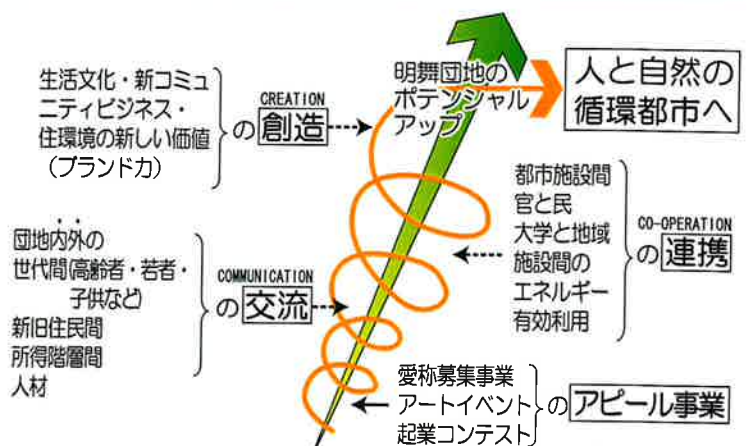 明舞団地の
ポテンシャル
アップ
人と自然の
循環都市へ
生活文化・新コミュ
ニティビジネス・
住環境の新しい価値
(ブランド力)
CREATION
の創造
都市施設間
官と民
大学と地域
施設間の
エネルギー
有効利用
CO-OPERATION
の連携
団地内外の
世代間(高齢者・若者・
子供など)
新旧住民間
所得階層間
人材
COMMUNICATION
の交流
愛称募集事業
アートイベント
起業コンテスト
のアピール事業